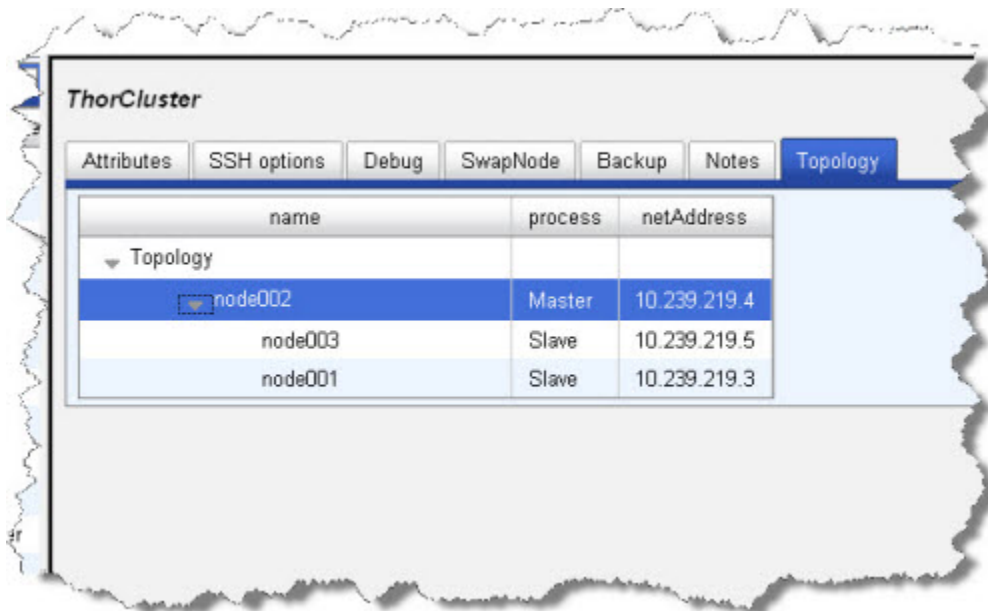 ThorCluster
Attributes SSH options Debug SwapNode Backup Notes Topology
name process netAddress
Topology
node002 Master 10.239.219.4
node003 Slave 10.239.219.5
node001 Slave 10.239.219.3
er